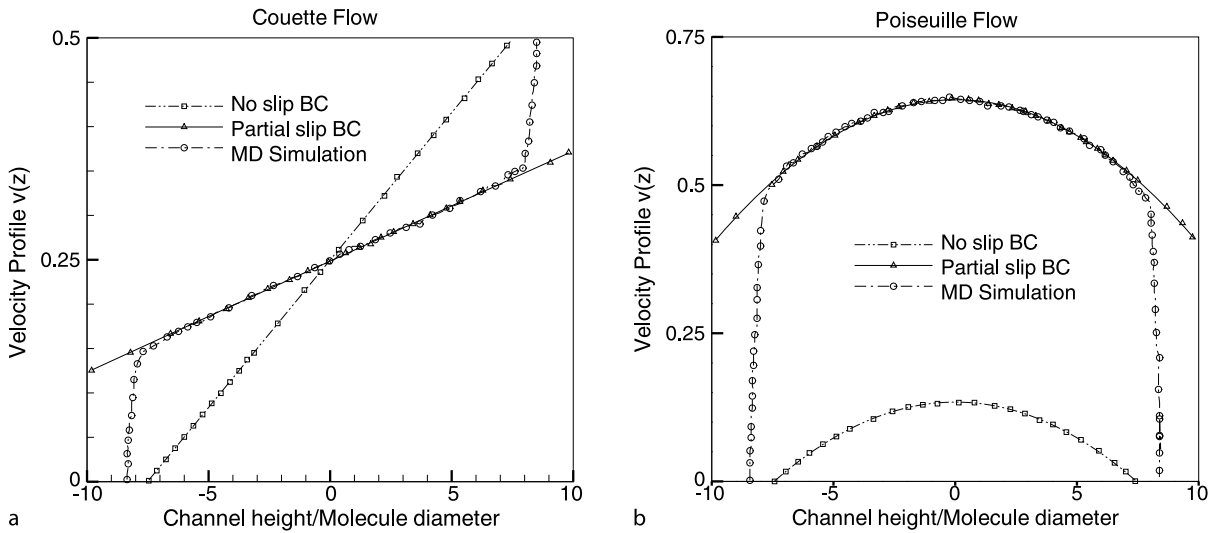 Couette Flow
0.5
No slip BC
Partial slip BC
MD Simulation
Velocity Profile v(z)
0.25
0
-10
-5
0
5
10
Channel height/Molecule diameter
a
Poiseuille Flow
0.75
Velocity Profile v(z)
0.5
No slip BC
Partial slip BC
MD Simulation
0.25
0
-10
-5
0
5
10
Channel height/Molecule diameter
b